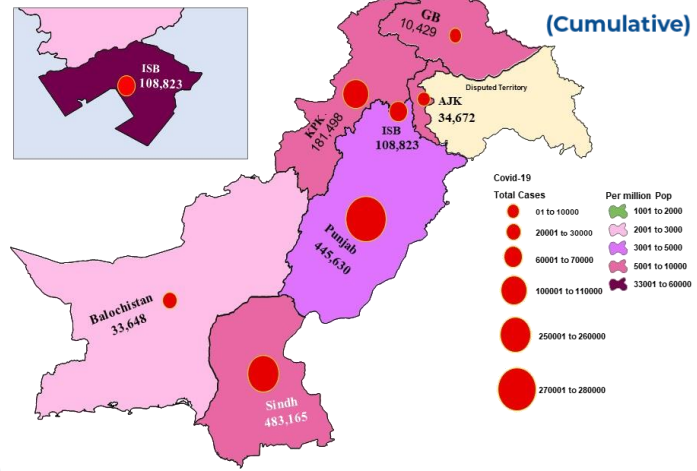 (Cumulative)
ISB
108,823
GB
10,429
Disputed Territory
AJK
34,672
KPK
181,498
ISB
108,823
Punjab
445,630
Balochistan
33,648
Sindh
483,165
Covid-19
Total Cases
01 to 10000
20001 to 30000
60001 to 70000
100001 to 110000
250001 to 260000
270001 to 280000
Per million Pop
1001 to 2000
2001 to 3000
3001 to 5000
5001 to 10000
33001 to 60000